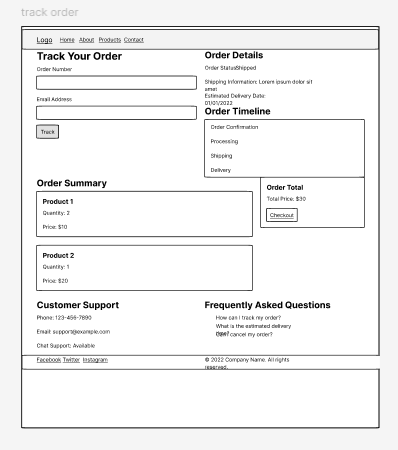 track order
Logo Home About Products Contact
Track Your Order
Order Number
Email Address
Track
Order Details
Order Status:Shipped
Shipping Information: Lorem ipsum dolor sit
amet
Estimated Delivery Date:
01/01/2022
Order Timeline
Order Confirmation
Processing
Shipping
Delivery
Order Summary
Product 1
Quantity: 2
Price: $10
Order Total
Total Price: $30
Checkout
Product 2
Quantity: 1
Price: $20
Customer Support
Phone: 123-456-7890
Email: support@example.com
Chat Support: Available
Frequently Asked Questions
How can I track my order?
What is the estimated delivery
time?
Can I cancel my order?
Facebook Twitter Instagram
© 2022 Company Name. All rights
reserved.